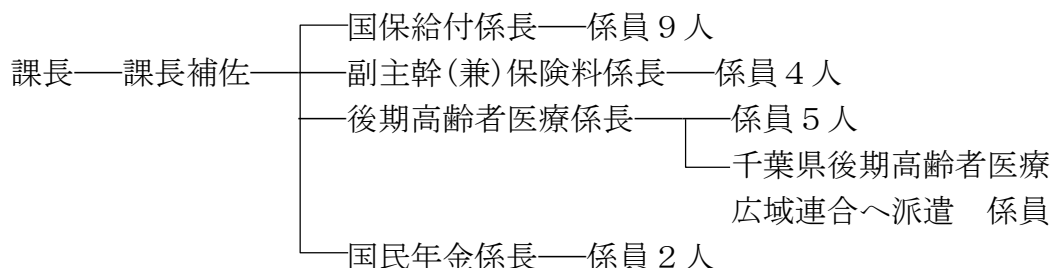 国保給付係長──係員９人
課長──課長補佐──副主幹(兼)保険料係長──係員４人
後期高齢者医療係長──係員５人
千葉県後期高齢者医療
広域連合へ派遣　係員
国民年金係長──係員２人